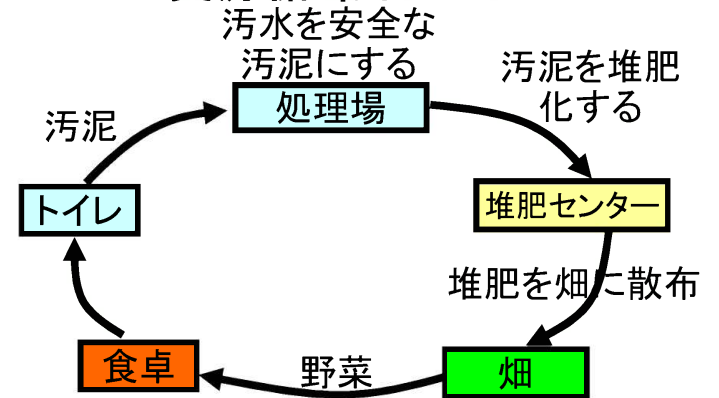 汚水を安全な
汚泥にする
処理場
汚泥を堆肥
化する
汚泥
トイレ
堆肥センター
堆肥を畑に散布
食卓
野菜
畑